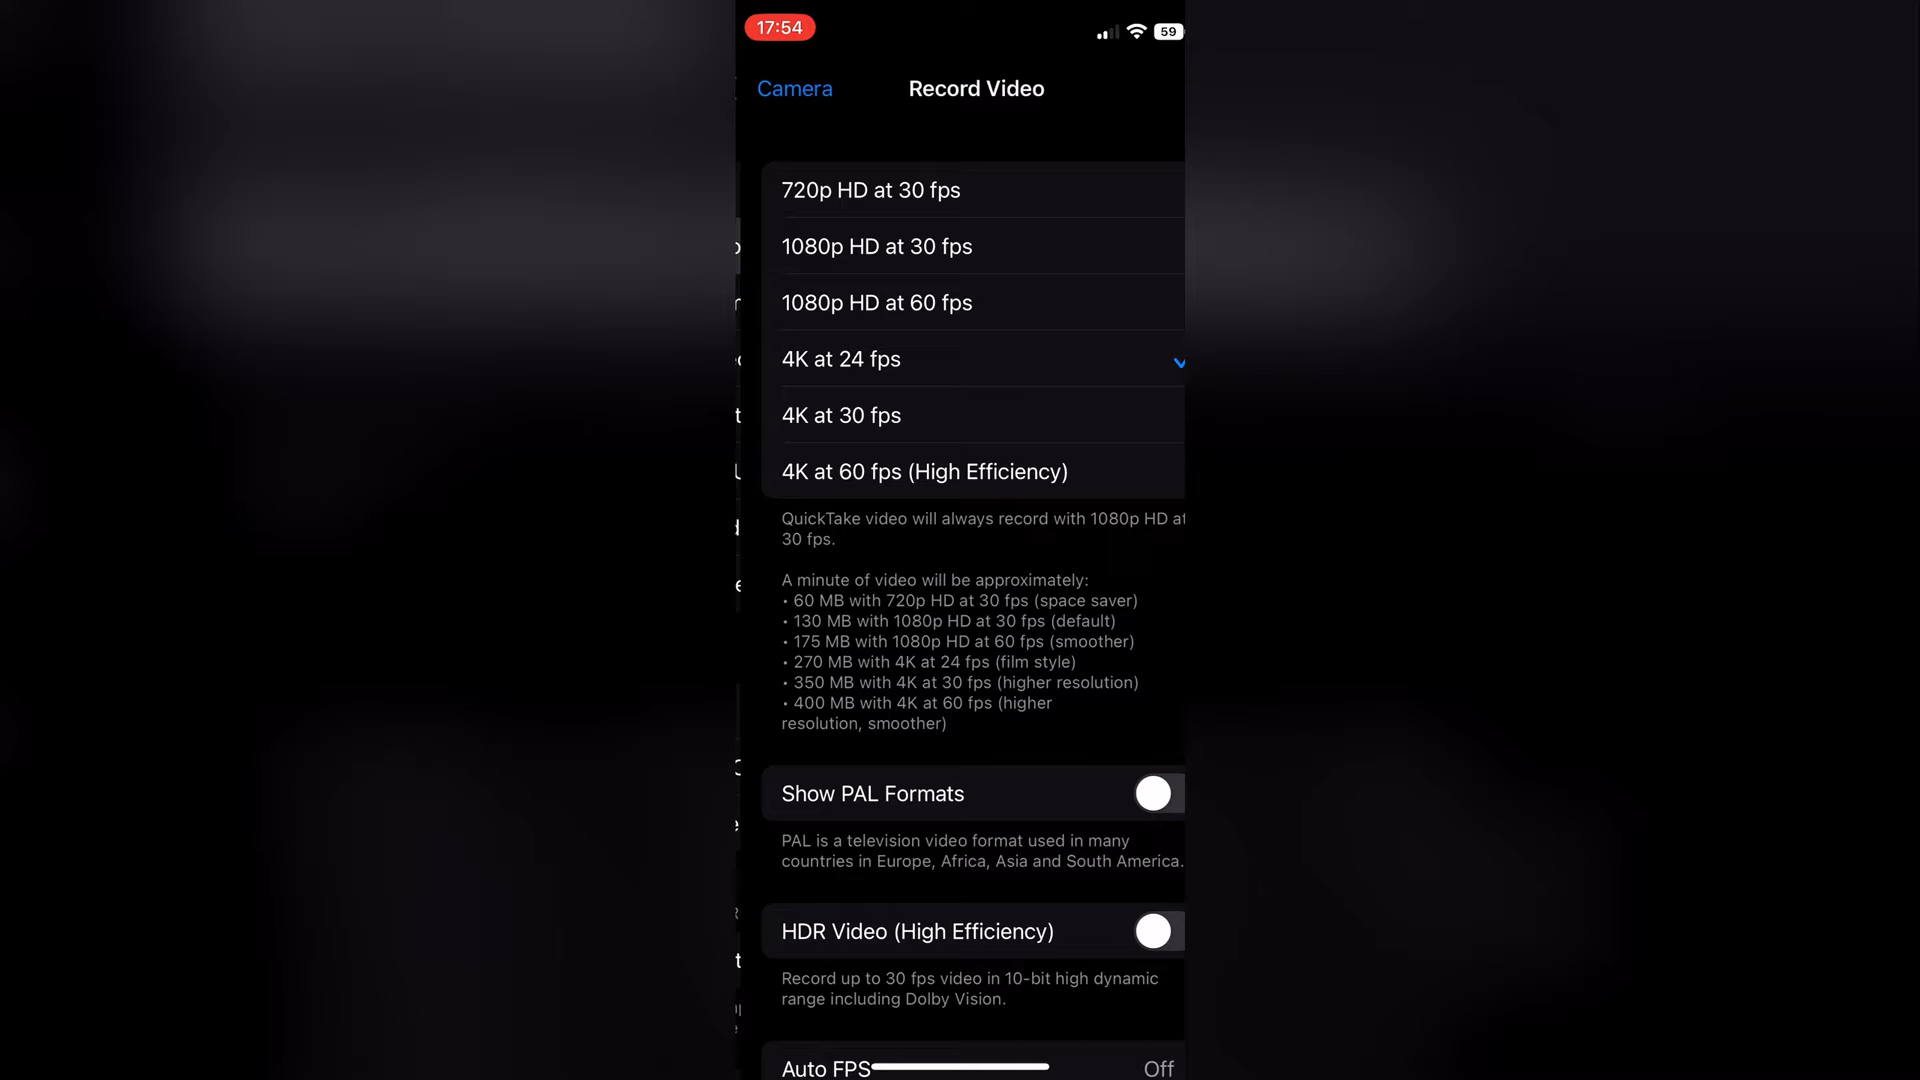 17:54
59
Camera
Record Video
720p HD at 30 fps
1080p HD at 30 fps
1080p HD at 60 fps
4K at 24 fps
4K at 30 fps
4K at 60 fps (High Efficiency)
QuickTake video will always record with 1080p HD at
30 fps.
A minute of video will be approximately:
• 60 MB with 720p HD at 30 fps (space saver)
• 130 MB with 1080p HD at 30 fps (default)
• 175 MB with 1080p HD at 60 fps (smoother)
• 270 MB with 4K at 24 fps (film style)
• 350 MB with 4K at 30 fps (higher resolution)
• 400 MB with 4K at 60 fps (higher
resolution, smoother)
Show PAL Formats
PAL is a television video format used in many
countries in Europe, Africa, Asia and South America.
HDR Video (High Efficiency)
Record up to 30 fps video in 10-bit high dynamic
range including Dolby Vision.
Auto FPS
Off